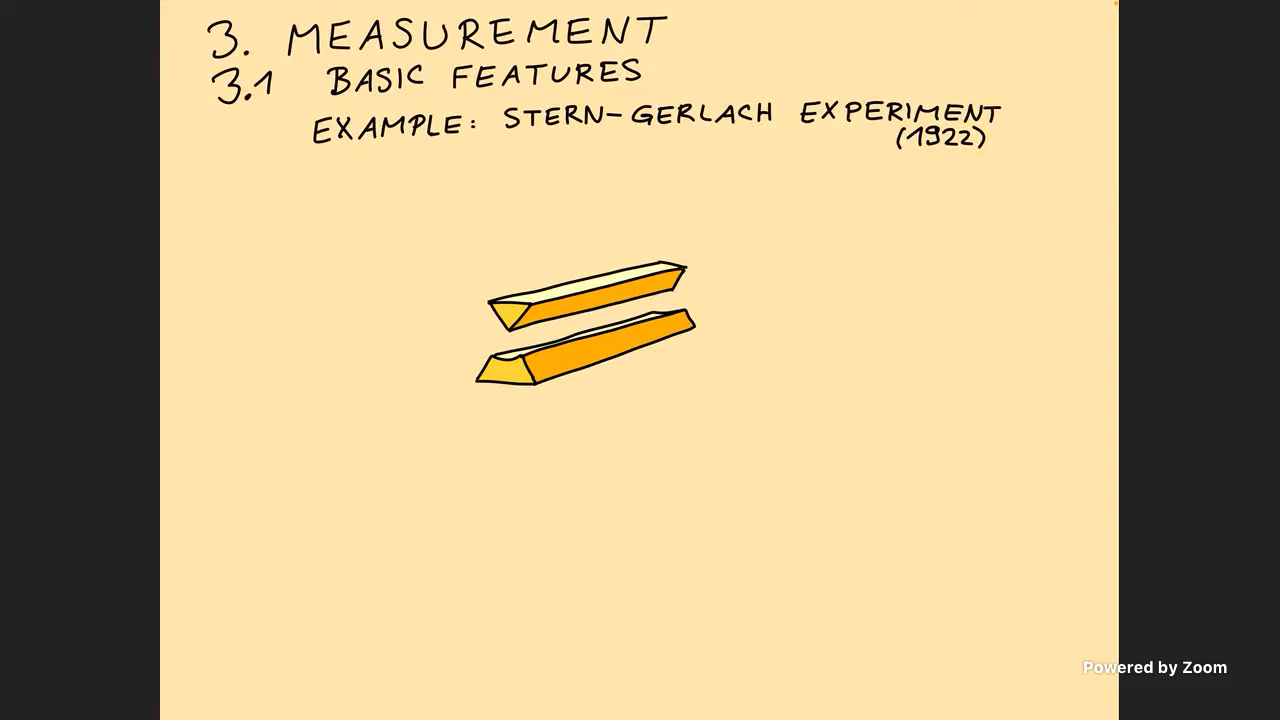 3. MEASUREMENT
3.1 BASIC FEATURES
EXAMPLE: STERN-GERLACH EXPERIMENT
(1922)
Powered by Zoom